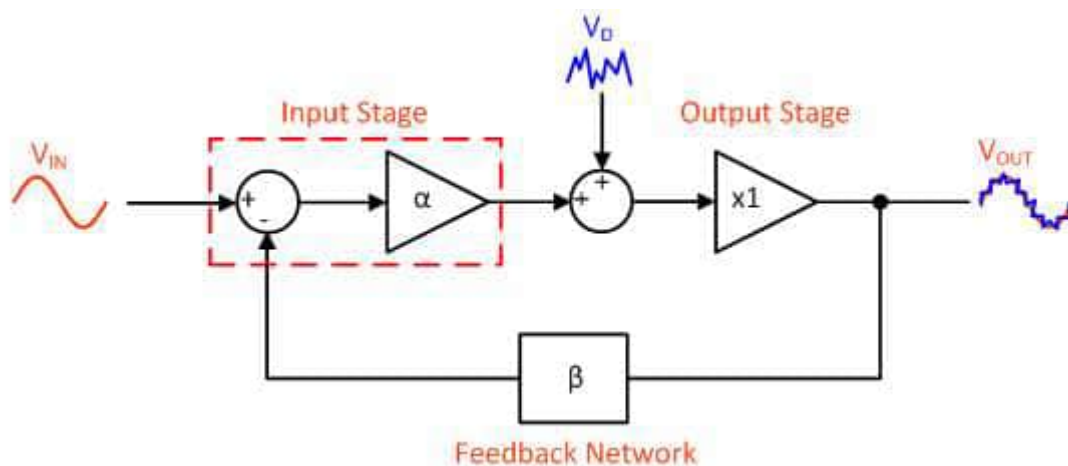 V_D
Input Stage
Output Stage
V_IN
V_OUT
+
-
α
+
+
x1
β
Feedback Network